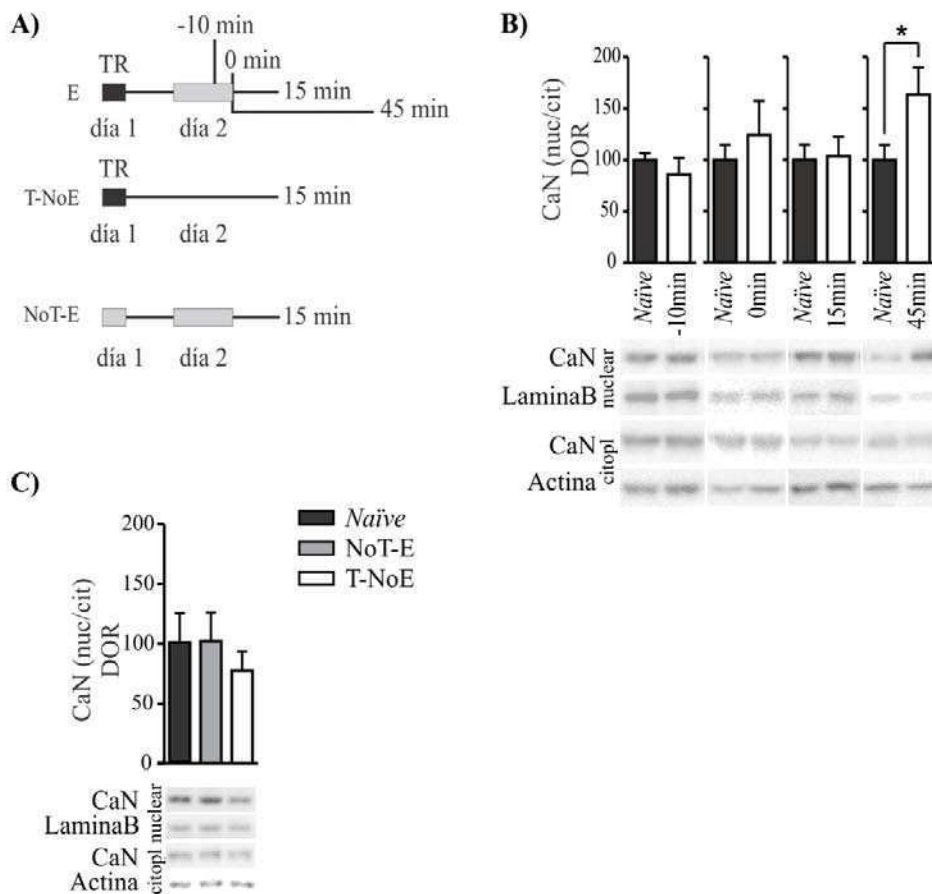 A)
-10 min
0 min
TR
E
15 min
45 min
día 1
día 2
TR
T-NoE
15 min
día 1
día 2
NoT-E
15 min
día 1
día 2
B)
*
CaN (nuc/cit)
DOR
200
150
100
50
0
Naïve
-10min
Naïve
0min
Naïve
15min
Naïve
45min
CaN
LaminaB
nuclear
CaN
Actina
citopl
C)
CaN (nuc/cit)
DOR
200
150
100
50
0
Naïve
NoT-E
T-NoE
CaN
LaminaB
nuclear
CaN
Actina
citopl